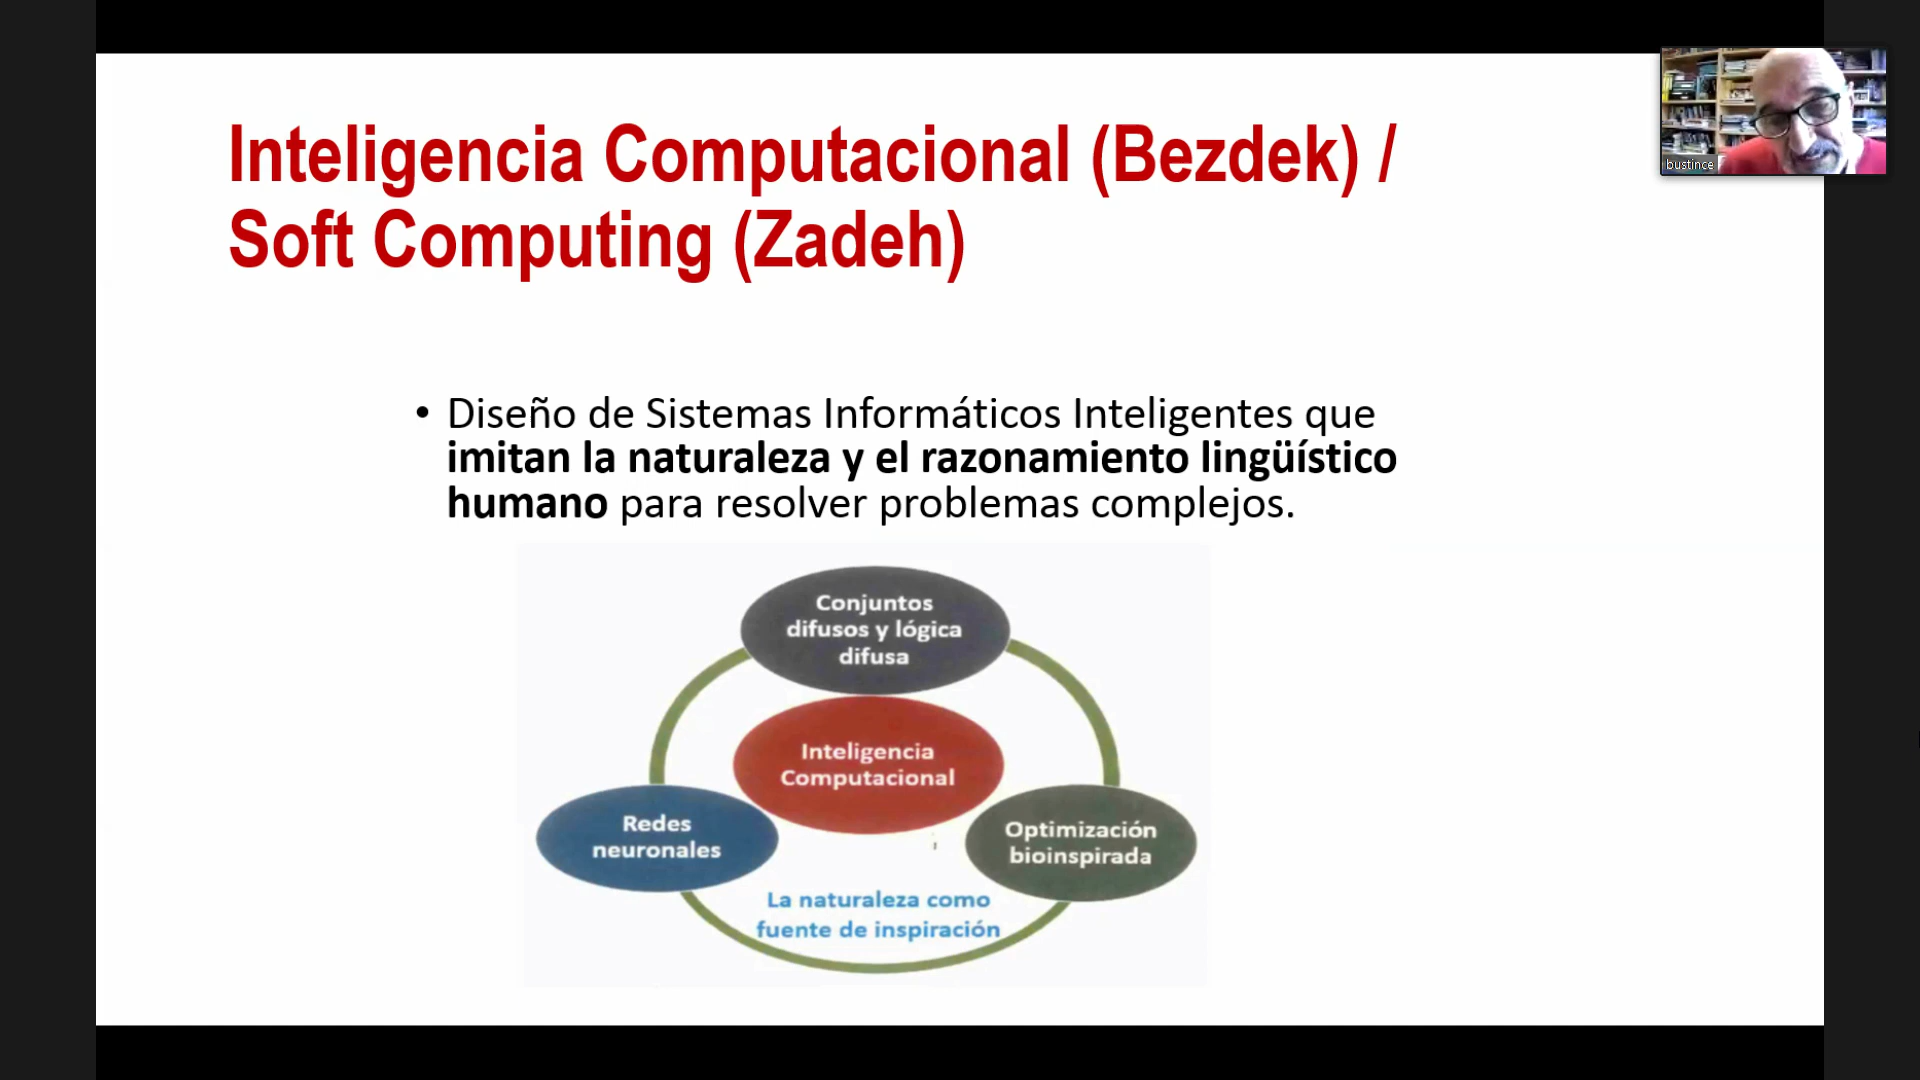 Inteligencia Computacional (Bezdek) /
Soft Computing (Zadeh)
• Diseño de Sistemas Informáticos Inteligentes que
imitan la naturaleza y el razonamiento lingüístico
humano para resolver problemas complejos.
Conjuntos
difusos y lógica
difusa
Inteligencia
Computacional
Redes
neuronales
Optimización
bioinspirada
La naturaleza como
fuente de inspiración
bustince